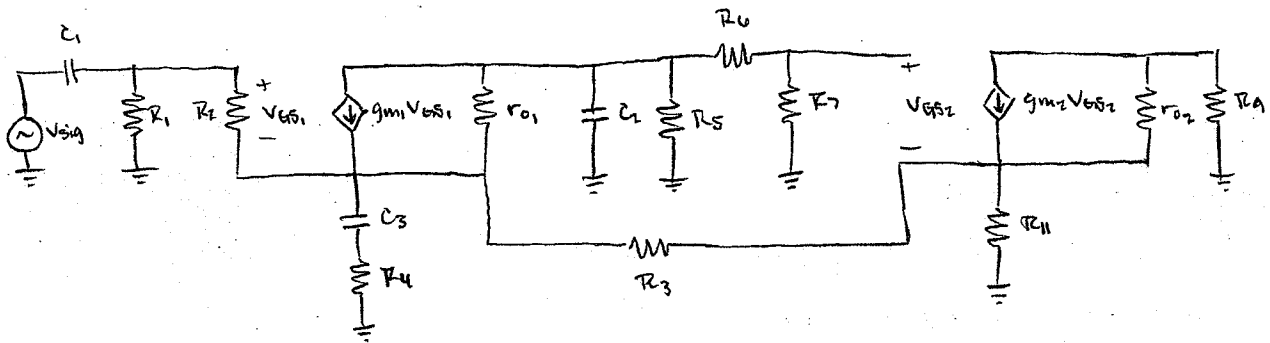 C1
Vsig
R1
R2
+
VGS1
-
gm1VGS1
ro1
C2
R5
R6
R7
+
VGS2
-
gm2VGS2
ro2
R9
C3
R4
R3
R11